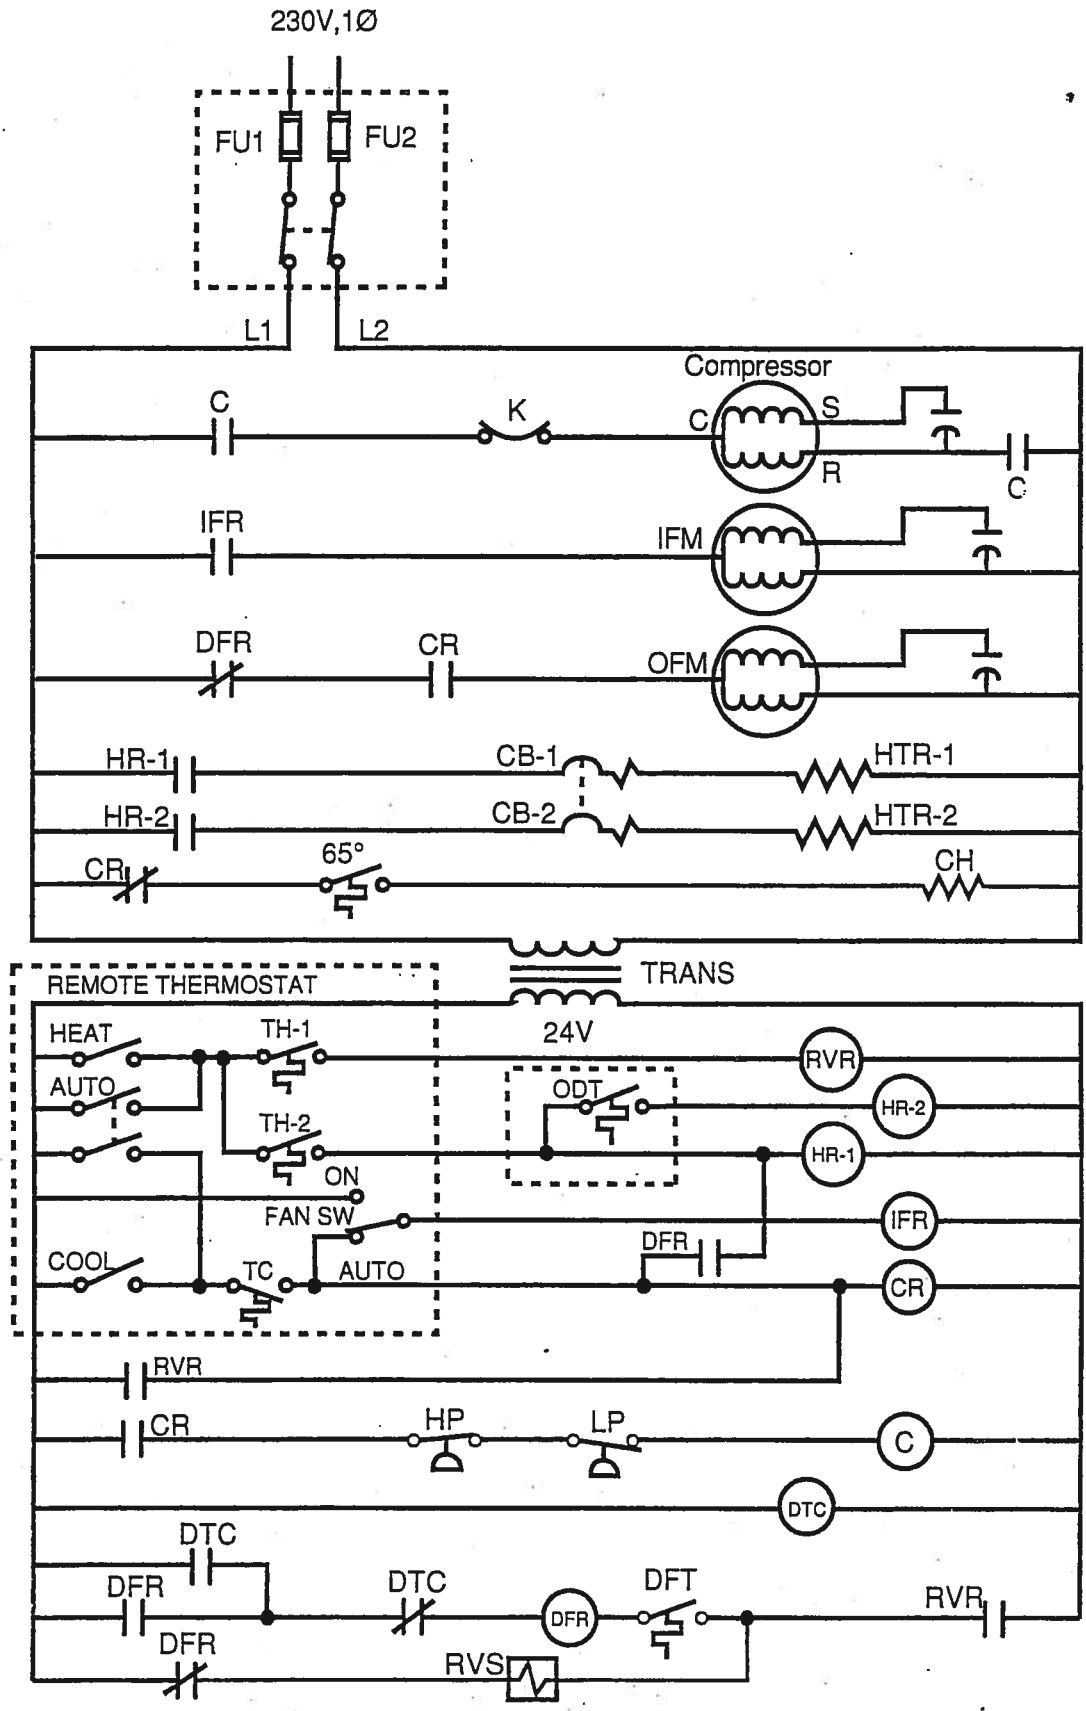 230V,1Ø
FU1
FU2
L1
L2
Compressor
C
K
C
S
R
C
IFR
IFM
DFR
CR
OFM
HR-1
CB-1
HTR-1
HR-2
CB-2
HTR-2
CR
65°
CH
TRANS
REMOTE THERMOSTAT
24V
HEAT
TH-1
RVR
AUTO
ODT
HR-2
TH-2
HR-1
ON
FAN SW
IFR
DFR
COOL
TC
AUTO
CR
RVR
CR
HP
LP
C
DTC
DTC
DFR
DTC
DFR
DFT
RVR
DFR
RVS